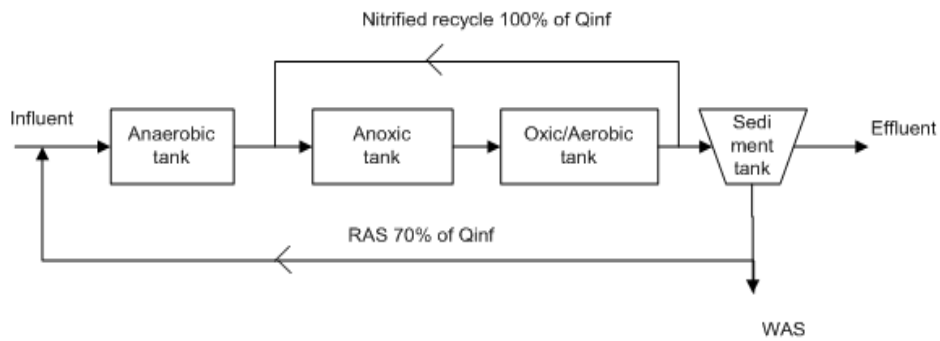 Nitrified recycle 100% of Qinf
Influent
Anaerobic
tank
Anoxic
tank
Oxic/Aerobic
tank
Sedi
ment
tank
Effluent
RAS 70% of Qinf
WAS